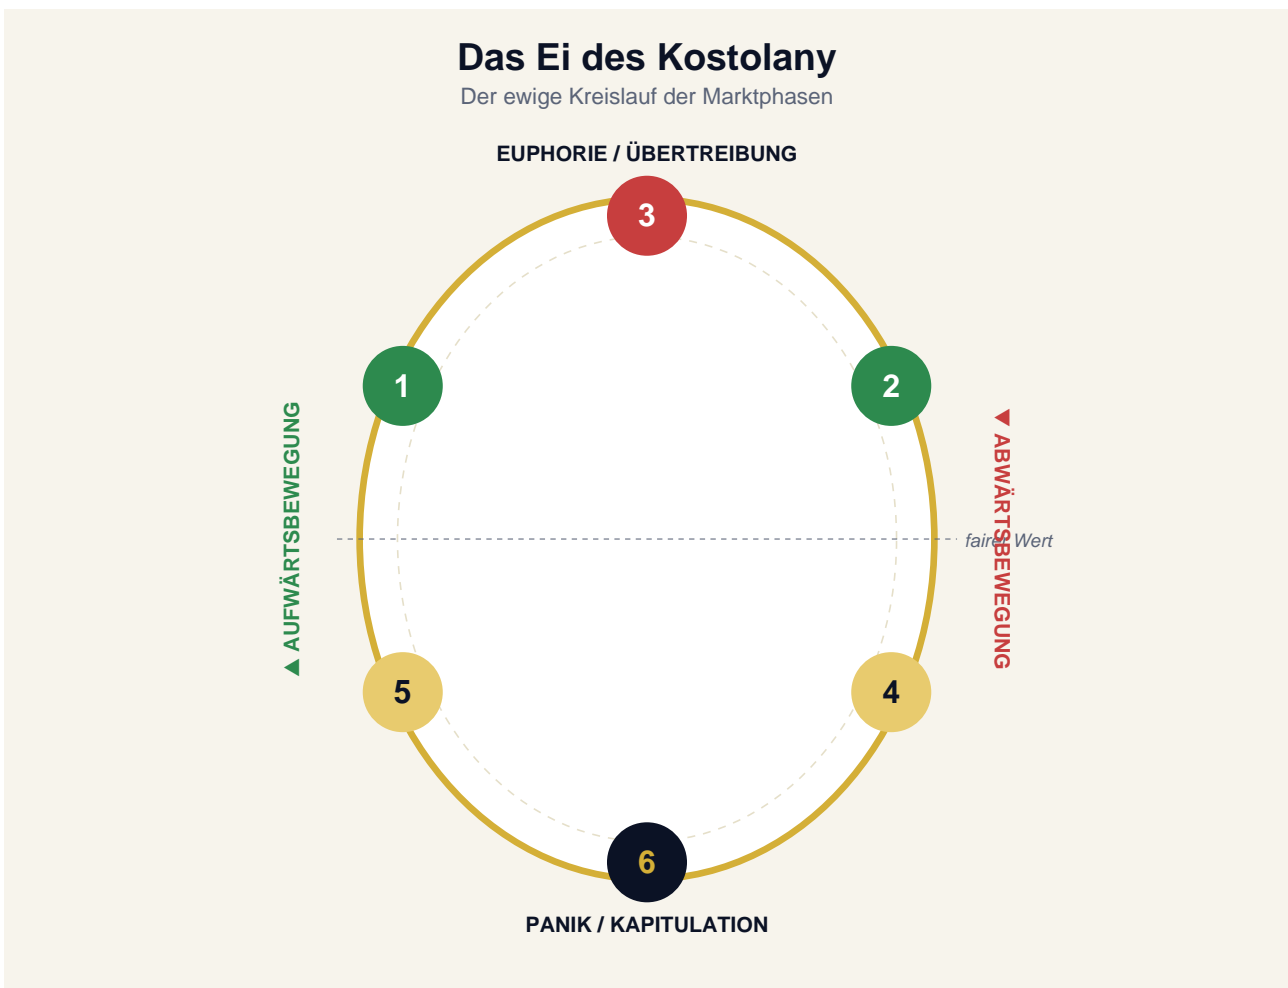 Das Ei des Kostolany
Der ewige Kreislauf der Marktphasen
EUPHORIE / ÜBERTREIBUNG
3
1
2
▲ AUFWÄRTSBEWEGUNG
▼ ABWÄRTSBEWEGUNG
fairer Wert
5
4
6
PANIK / KAPITULATION